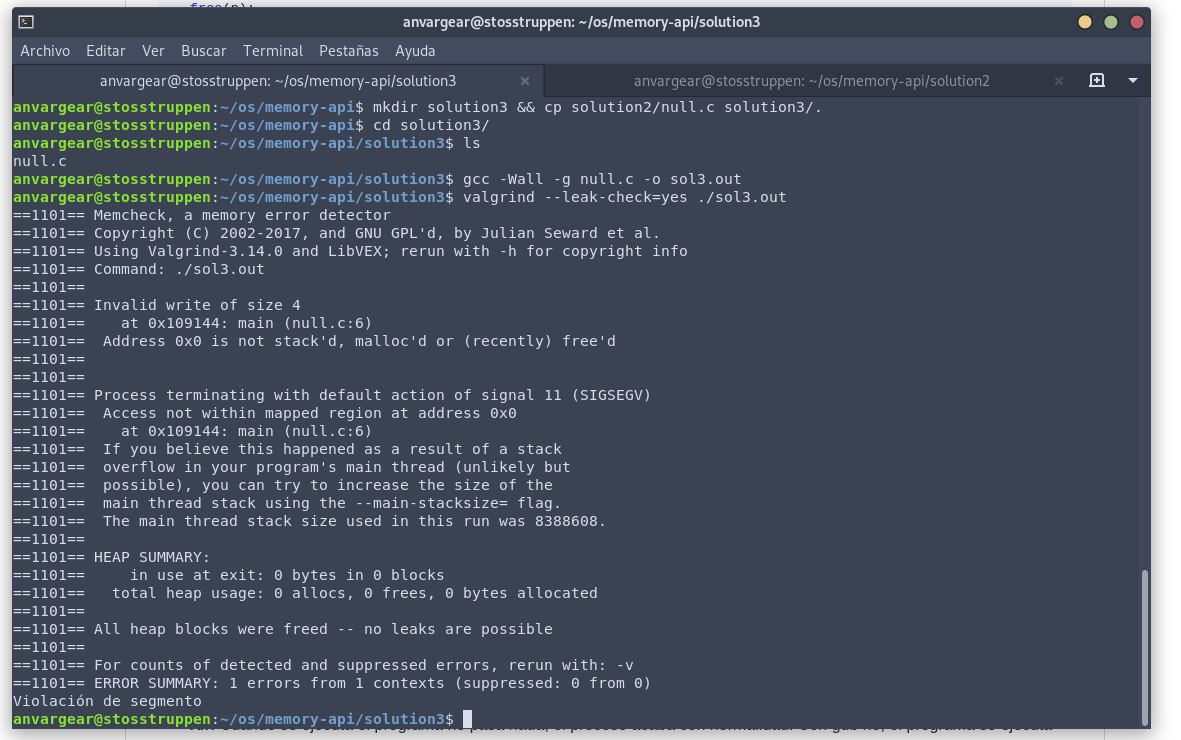 free(p);
anvargear@stosstruppen: ~/os/memory-api/solution3
Archivo Editar Ver Buscar Terminal Pestañas Ayuda
anvargear@stosstruppen: ~/os/memory-api/solution3 × anvargear@stosstruppen: ~/os/memory-api/solution2 ×
anvargear@stosstruppen:~/os/memory-api$ mkdir solution3 && cp solution2/null.c solution3/.
anvargear@stosstruppen:~/os/memory-api$ cd solution3/
anvargear@stosstruppen:~/os/memory-api/solution3$ ls
null.c
anvargear@stosstruppen:~/os/memory-api/solution3$ gcc -Wall -g null.c -o sol3.out
anvargear@stosstruppen:~/os/memory-api/solution3$ valgrind --leak-check=yes ./sol3.out
==1101== Memcheck, a memory error detector
==1101== Copyright (C) 2002-2017, and GNU GPL'd, by Julian Seward et al.
==1101== Using Valgrind-3.14.0 and LibVEX; rerun with -h for copyright info
==1101== Command: ./sol3.out
==1101==
==1101== Invalid write of size 4
==1101==    at 0x109144: main (null.c:6)
==1101==  Address 0x0 is not stack'd, malloc'd or (recently) free'd
==1101==
==1101==
==1101== Process terminating with default action of signal 11 (SIGSEGV)
==1101==  Access not within mapped region at address 0x0
==1101==    at 0x109144: main (null.c:6)
==1101==  If you believe this happened as a result of a stack
==1101==  overflow in your program's main thread (unlikely but
==1101==  possible), you can try to increase the size of the
==1101==  main thread stack using the --main-stacksize= flag.
==1101==  The main thread stack size used in this run was 8388608.
==1101==
==1101== HEAP SUMMARY:
==1101==     in use at exit: 0 bytes in 0 blocks
==1101==   total heap usage: 0 allocs, 0 frees, 0 bytes allocated
==1101==
==1101== All heap blocks were freed -- no leaks are possible
==1101==
==1101== For counts of detected and suppressed errors, rerun with: -v
==1101== ERROR SUMMARY: 1 errors from 1 contexts (suppressed: 0 from 0)
Violación de segmento
anvargear@stosstruppen:~/os/memory-api/solution3$